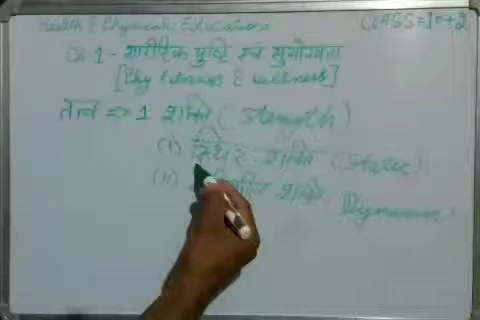 Health & Physical Education
CLASS = 10+2
Ch. 1 - शारीरिक पुष्टि एवं सुयोग्यता
[Phy Fitness & wellness]
तत्व => 1 शक्ति (Strength)
(i) स्थिर शक्ति (Static)
(ii) शक्ति Dynamic